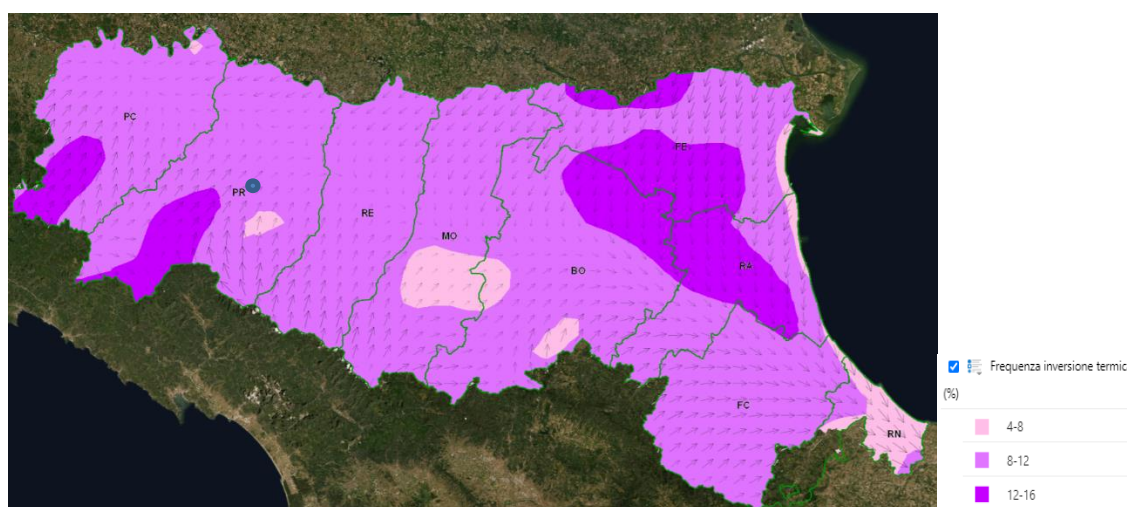 PC
PR
RE
MO
BO
FE
RA
FC
RN
Frequenza inversione termic
(%)
4-8
8-12
12-16